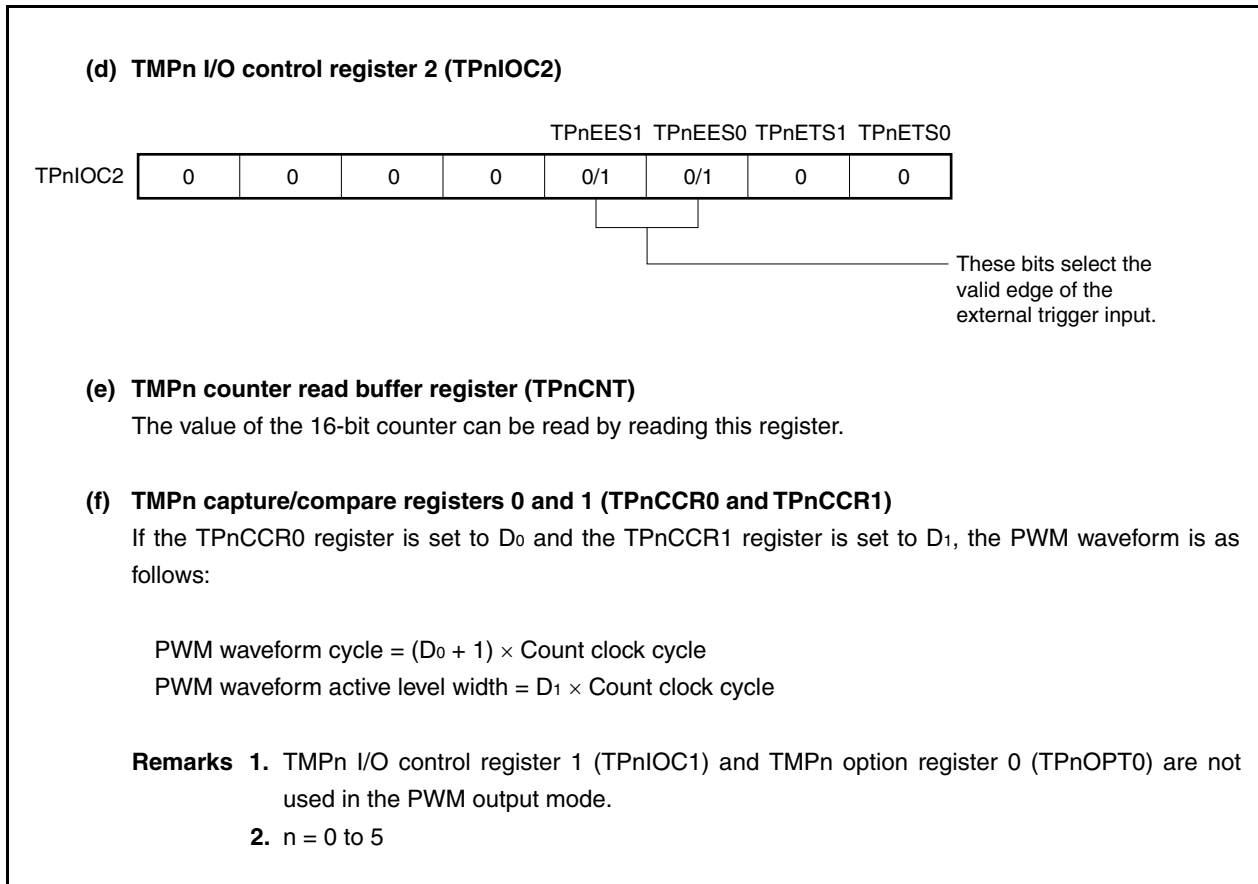 (d) TMPn I/O control register 2 (TPnIOC2)
TPnEES1 TPnEES0 TPnETS1 TPnETS0
TPnIOC2 0 0 0 0 0/1 0/1 0 0
These bits select the
valid edge of the
external trigger input.
(e) TMPn counter read buffer register (TPnCNT)
The value of the 16-bit counter can be read by reading this register.
(f) TMPn capture/compare registers 0 and 1 (TPnCCR0 and TPnCCR1)
If the TPnCCR0 register is set to D0 and the TPnCCR1 register is set to D1, the PWM waveform is as
follows:
PWM waveform cycle = (D0 + 1) × Count clock cycle
PWM waveform active level width = D1 × Count clock cycle
Remarks 1. TMPn I/O control register 1 (TPnIOC1) and TMPn option register 0 (TPnOPT0) are not
used in the PWM output mode.
2. n = 0 to 5